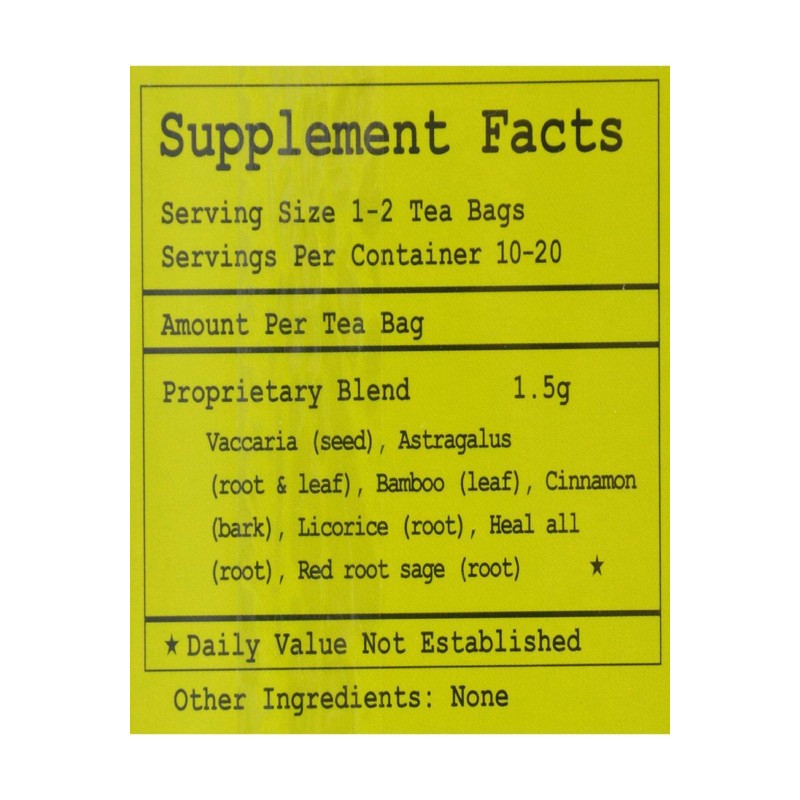 Supplement Facts
Serving Size 1-2 Tea Bags
Servings Per Container 10-20
Amount Per Tea Bag
Proprietary Blend 1.5g
Vaccaria (seed), Astragalus
(root & leaf), Bamboo (leaf), Cinnamon
(bark), Licorice (root), Heal all
(root), Red root sage (root) ★
★Daily Value Not Established
Other Ingredients: None